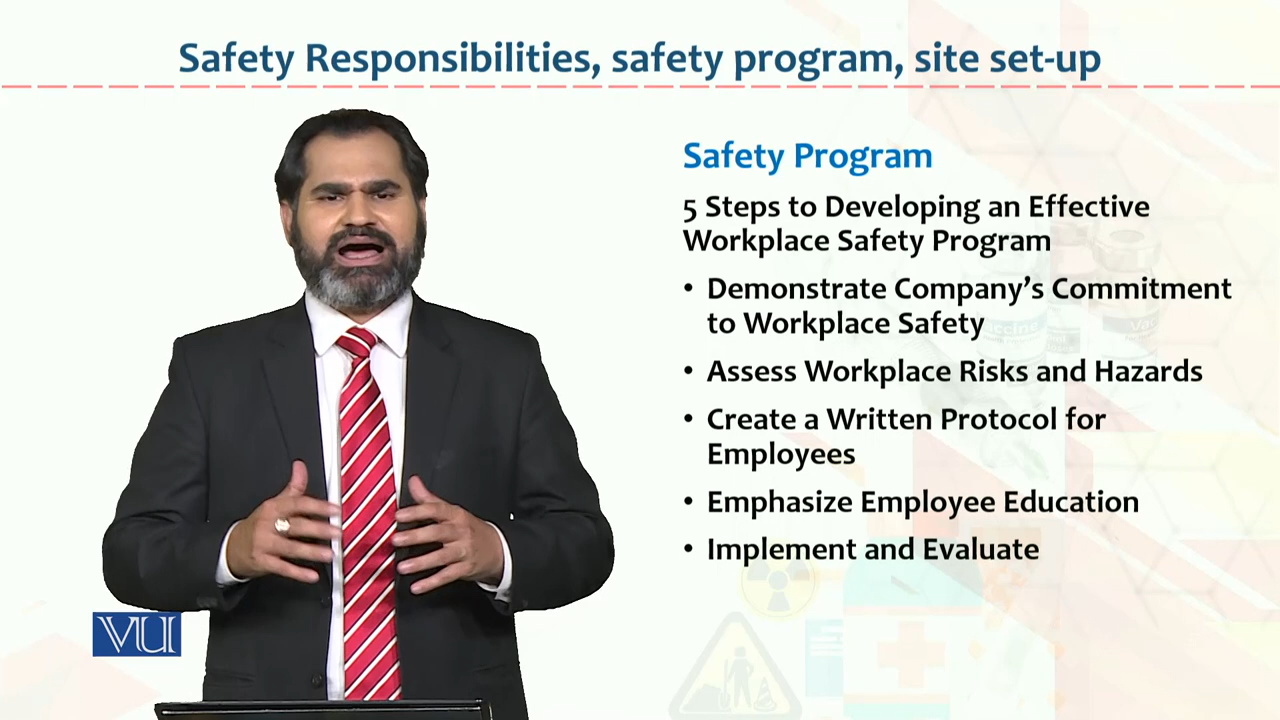 Safety Responsibilities, safety program, site set-up
Safety Program
5 Steps to Developing an Effective
Workplace Safety Program
• Demonstrate Company's Commitment
to Workplace Safety
• Assess Workplace Risks and Hazards
• Create a Written Protocol for
Employees
• Emphasize Employee Education
• Implement and Evaluate
VU